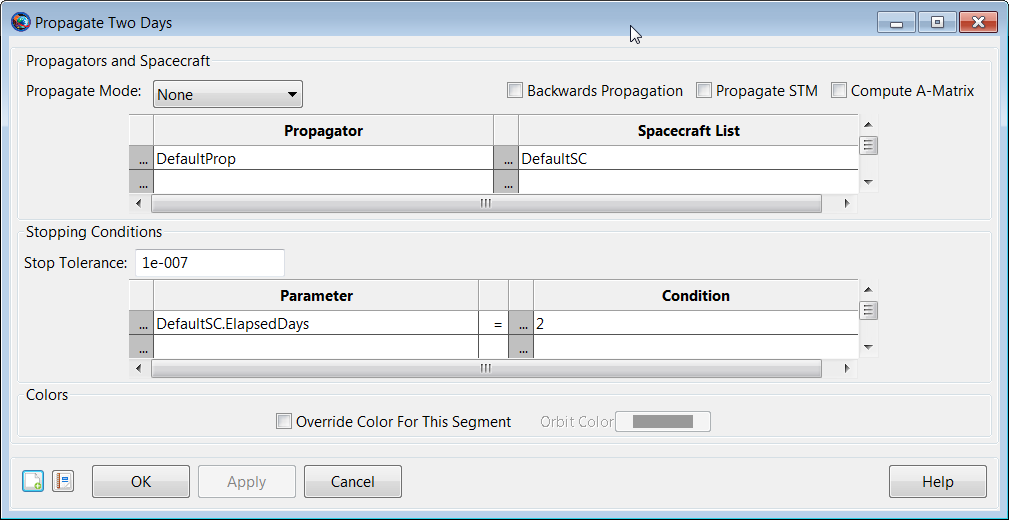 Propagate Two Days
Propagators and Spacecraft
Propagate Mode: None Backwards Propagation Propagate STM Compute A-Matrix
Propagator Spacecraft List
... DefaultProp ... DefaultSC
... ...
Stopping Conditions
Stop Tolerance: 1e-007
Parameter Condition
... DefaultSC.ElapsedDays = ... 2
... ...
Colors
Override Color For This Segment Orbit Color
OK Apply Cancel Help